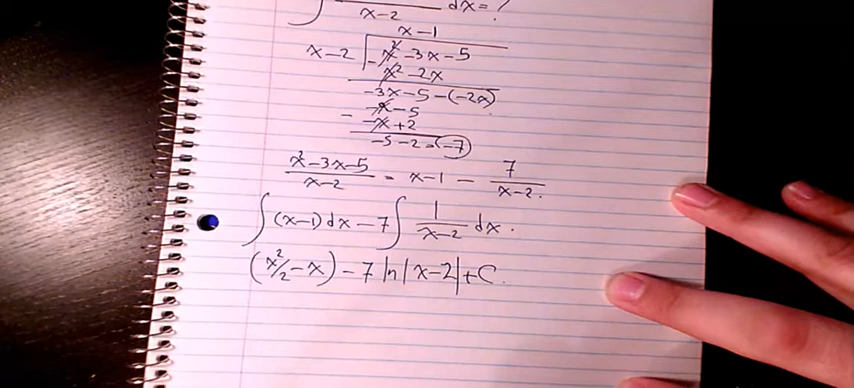 ∫ x-2 dx = ?
x-1
x-2 | x²-3x-5
- x²-2x
-3x-5-(-2x)
-x-5
- -x+2
-5-2=-7
x²-3x-5 / x-2 = x-1 - 7 / x-2.
∫(x-1)dx-7∫ 1 / x-2 dx.
(x²/2-x)-7 ln|x-2|+C.